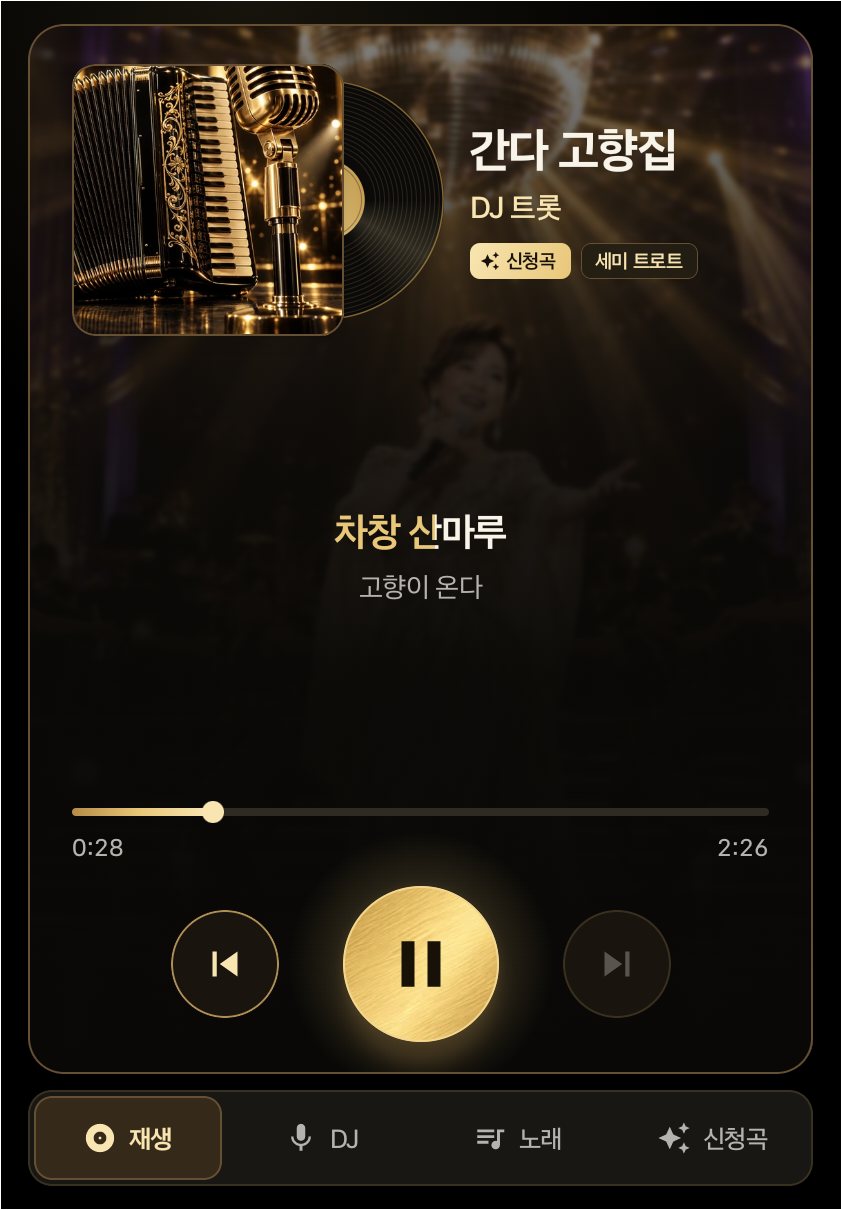 간다 고향집
DJ 트롯
신청곡 세미 트로트
차창 산마루
고향이 온다
0:28 2:26
재생 DJ 노래 신청곡